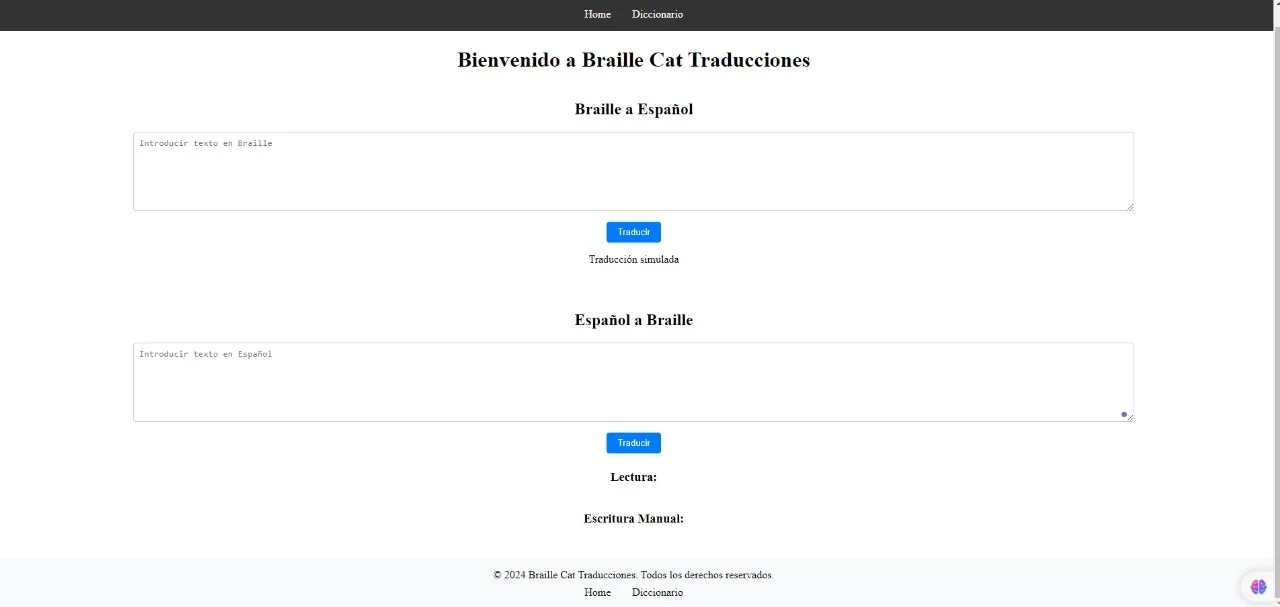 Home Diccionario
Bienvenido a Braille Cat Traducciones
Braille a Español
Introducir texto en Braille
Traducir
Traducción simulada
Español a Braille
Introducir texto en Español
Traducir
Lectura:
Escritura Manual:
© 2024 Braille Cat Traducciones. Todos los derechos reservados.
Home Diccionario